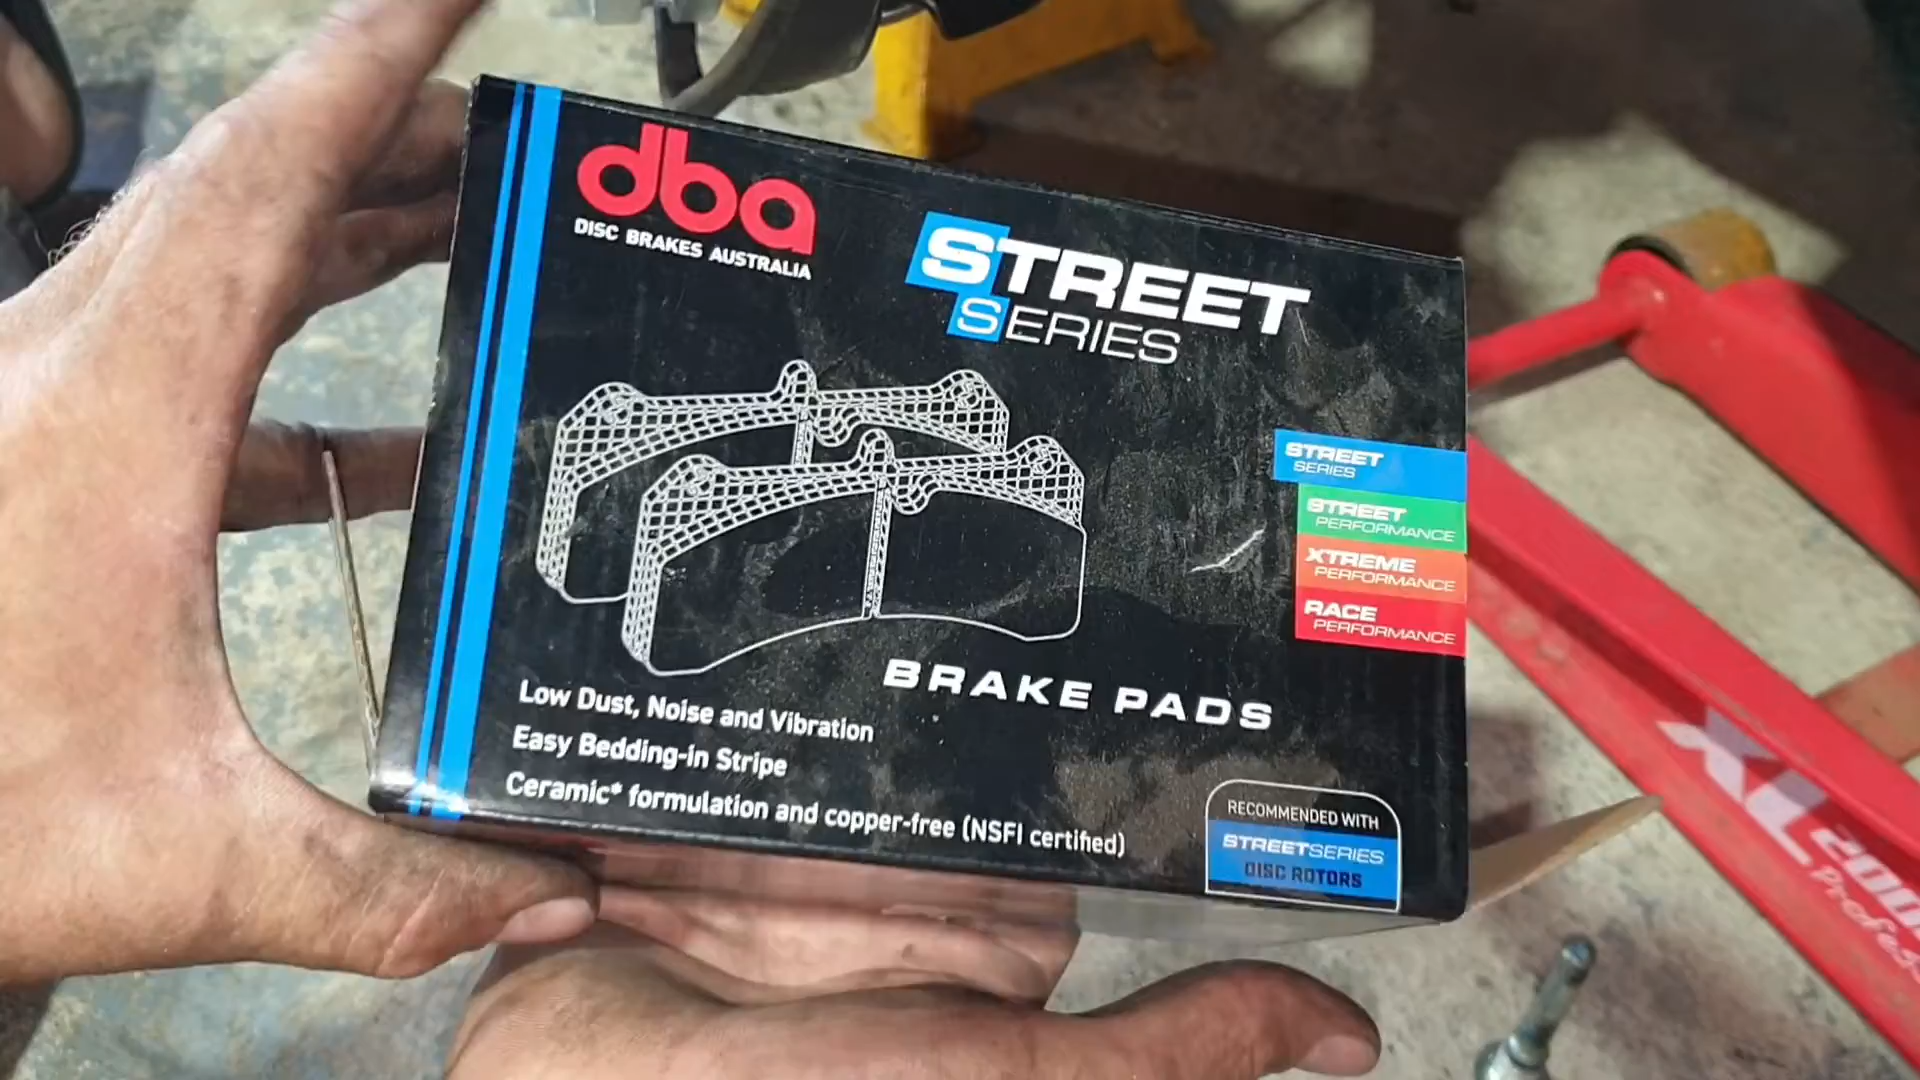 dba
DISC BRAKES AUSTRALIA
STREET
SERIES
STREET
SERIES
STREET
PERFORMANCE
XTREME
PERFORMANCE
RACE
PERFORMANCE
BRAKE PADS
Low Dust, Noise and Vibration
Easy Bedding-in Stripe
Ceramic* formulation and copper-free (NSFI certified)
RECOMMENDED WITH
STREETSERIES
DISC ROTORS
XL